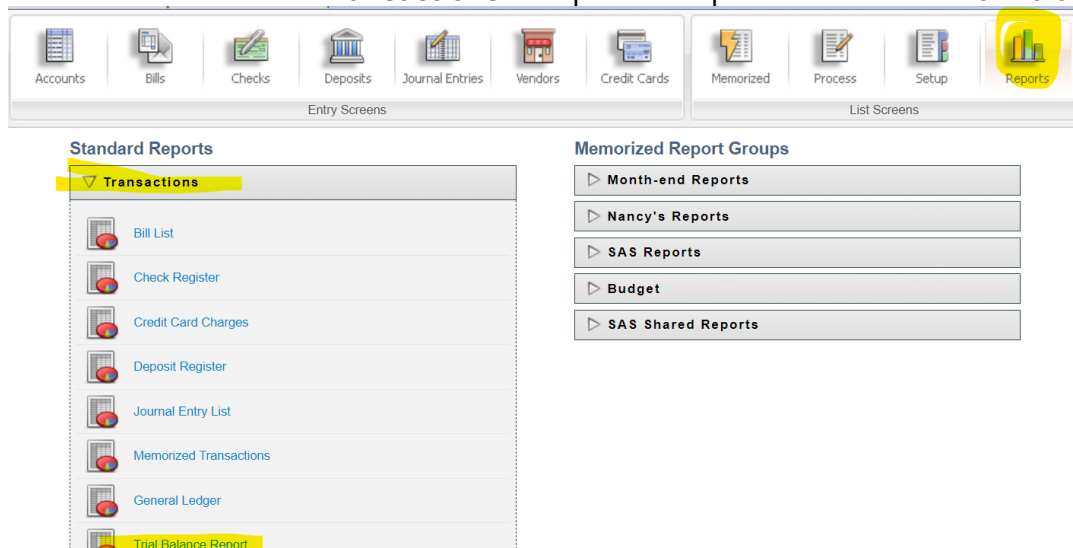 Accounts Bills Checks Deposits Journal Entries Vendors Credit Cards Memorized Process Setup Reports
Entry Screens List Screens
Standard Reports
Transactions
Bill List
Check Register
Credit Card Charges
Deposit Register
Journal Entry List
Memorized Transactions
General Ledger
Trial Balance Report
Memorized Report Groups
Month-end Reports
Nancy's Reports
SAS Reports
Budget
SAS Shared Reports